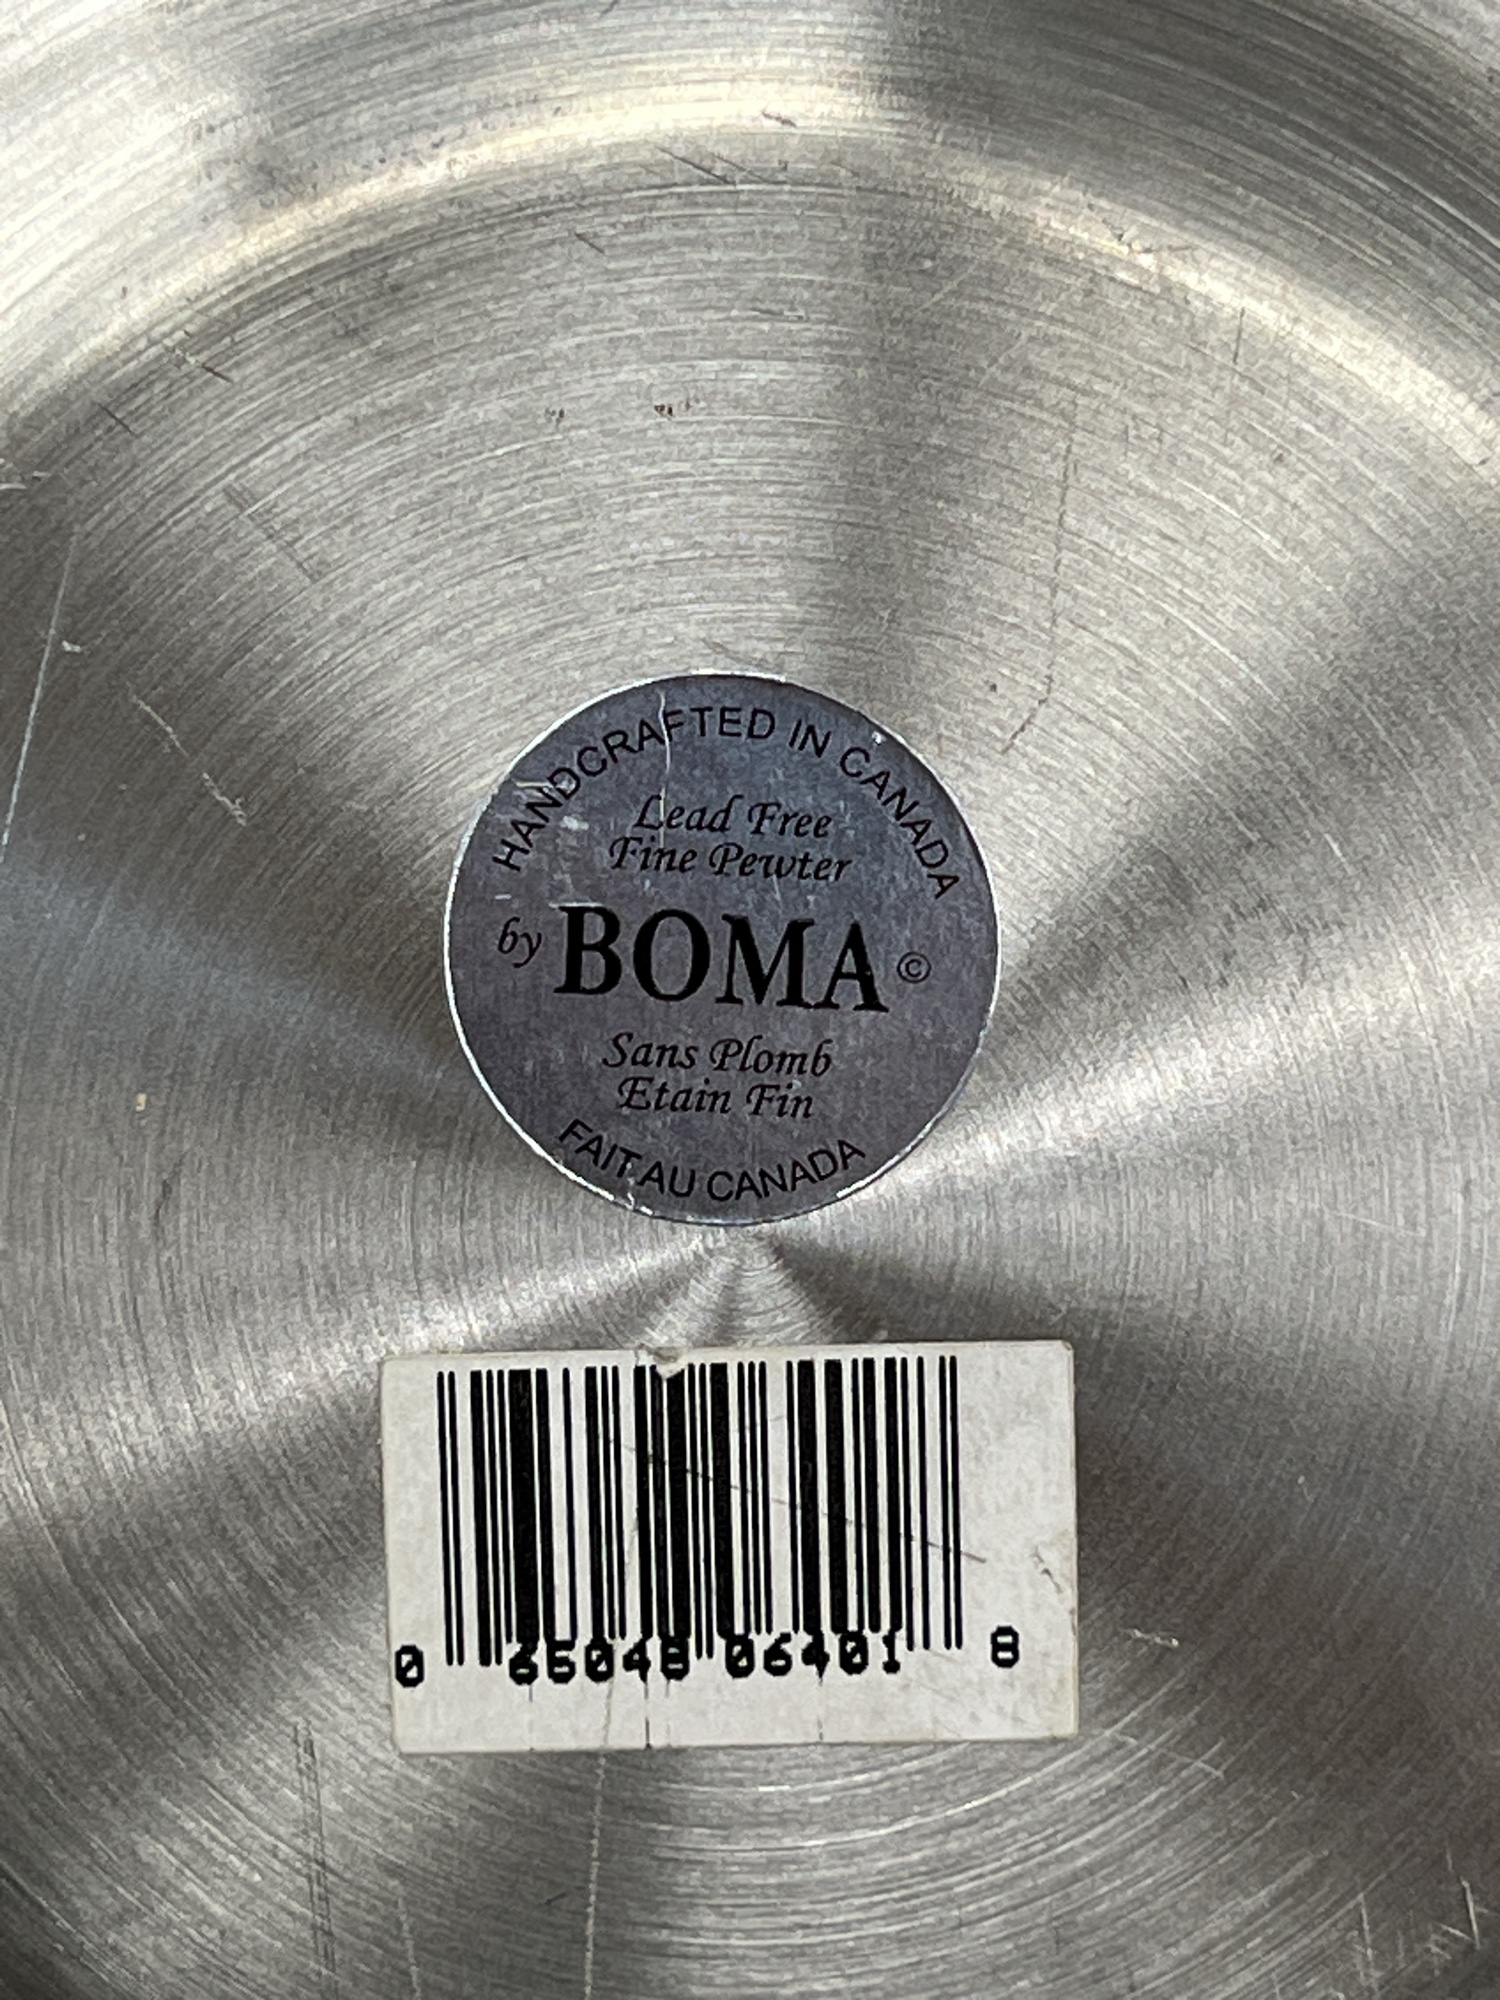 HANDCRAFTED IN CANADA
Lead Free
Fine Pewter
by BOMA ©
Sans Plomb
Etain Fin
FAIT AU CANADA
0 65048 06401 8